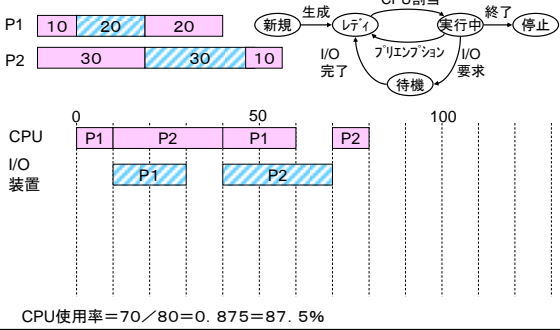 CPU割当
P1 10 20 20
新規 生成 レディ 実行中 終了 停止
P2 30 30 10
I/O完了 プリエンプション I/O要求
待機
0 50 100
CPU P1 P2 P1 P2
I/O装置 P1 P2
CPU使用率＝70／80＝0．875＝87．5%